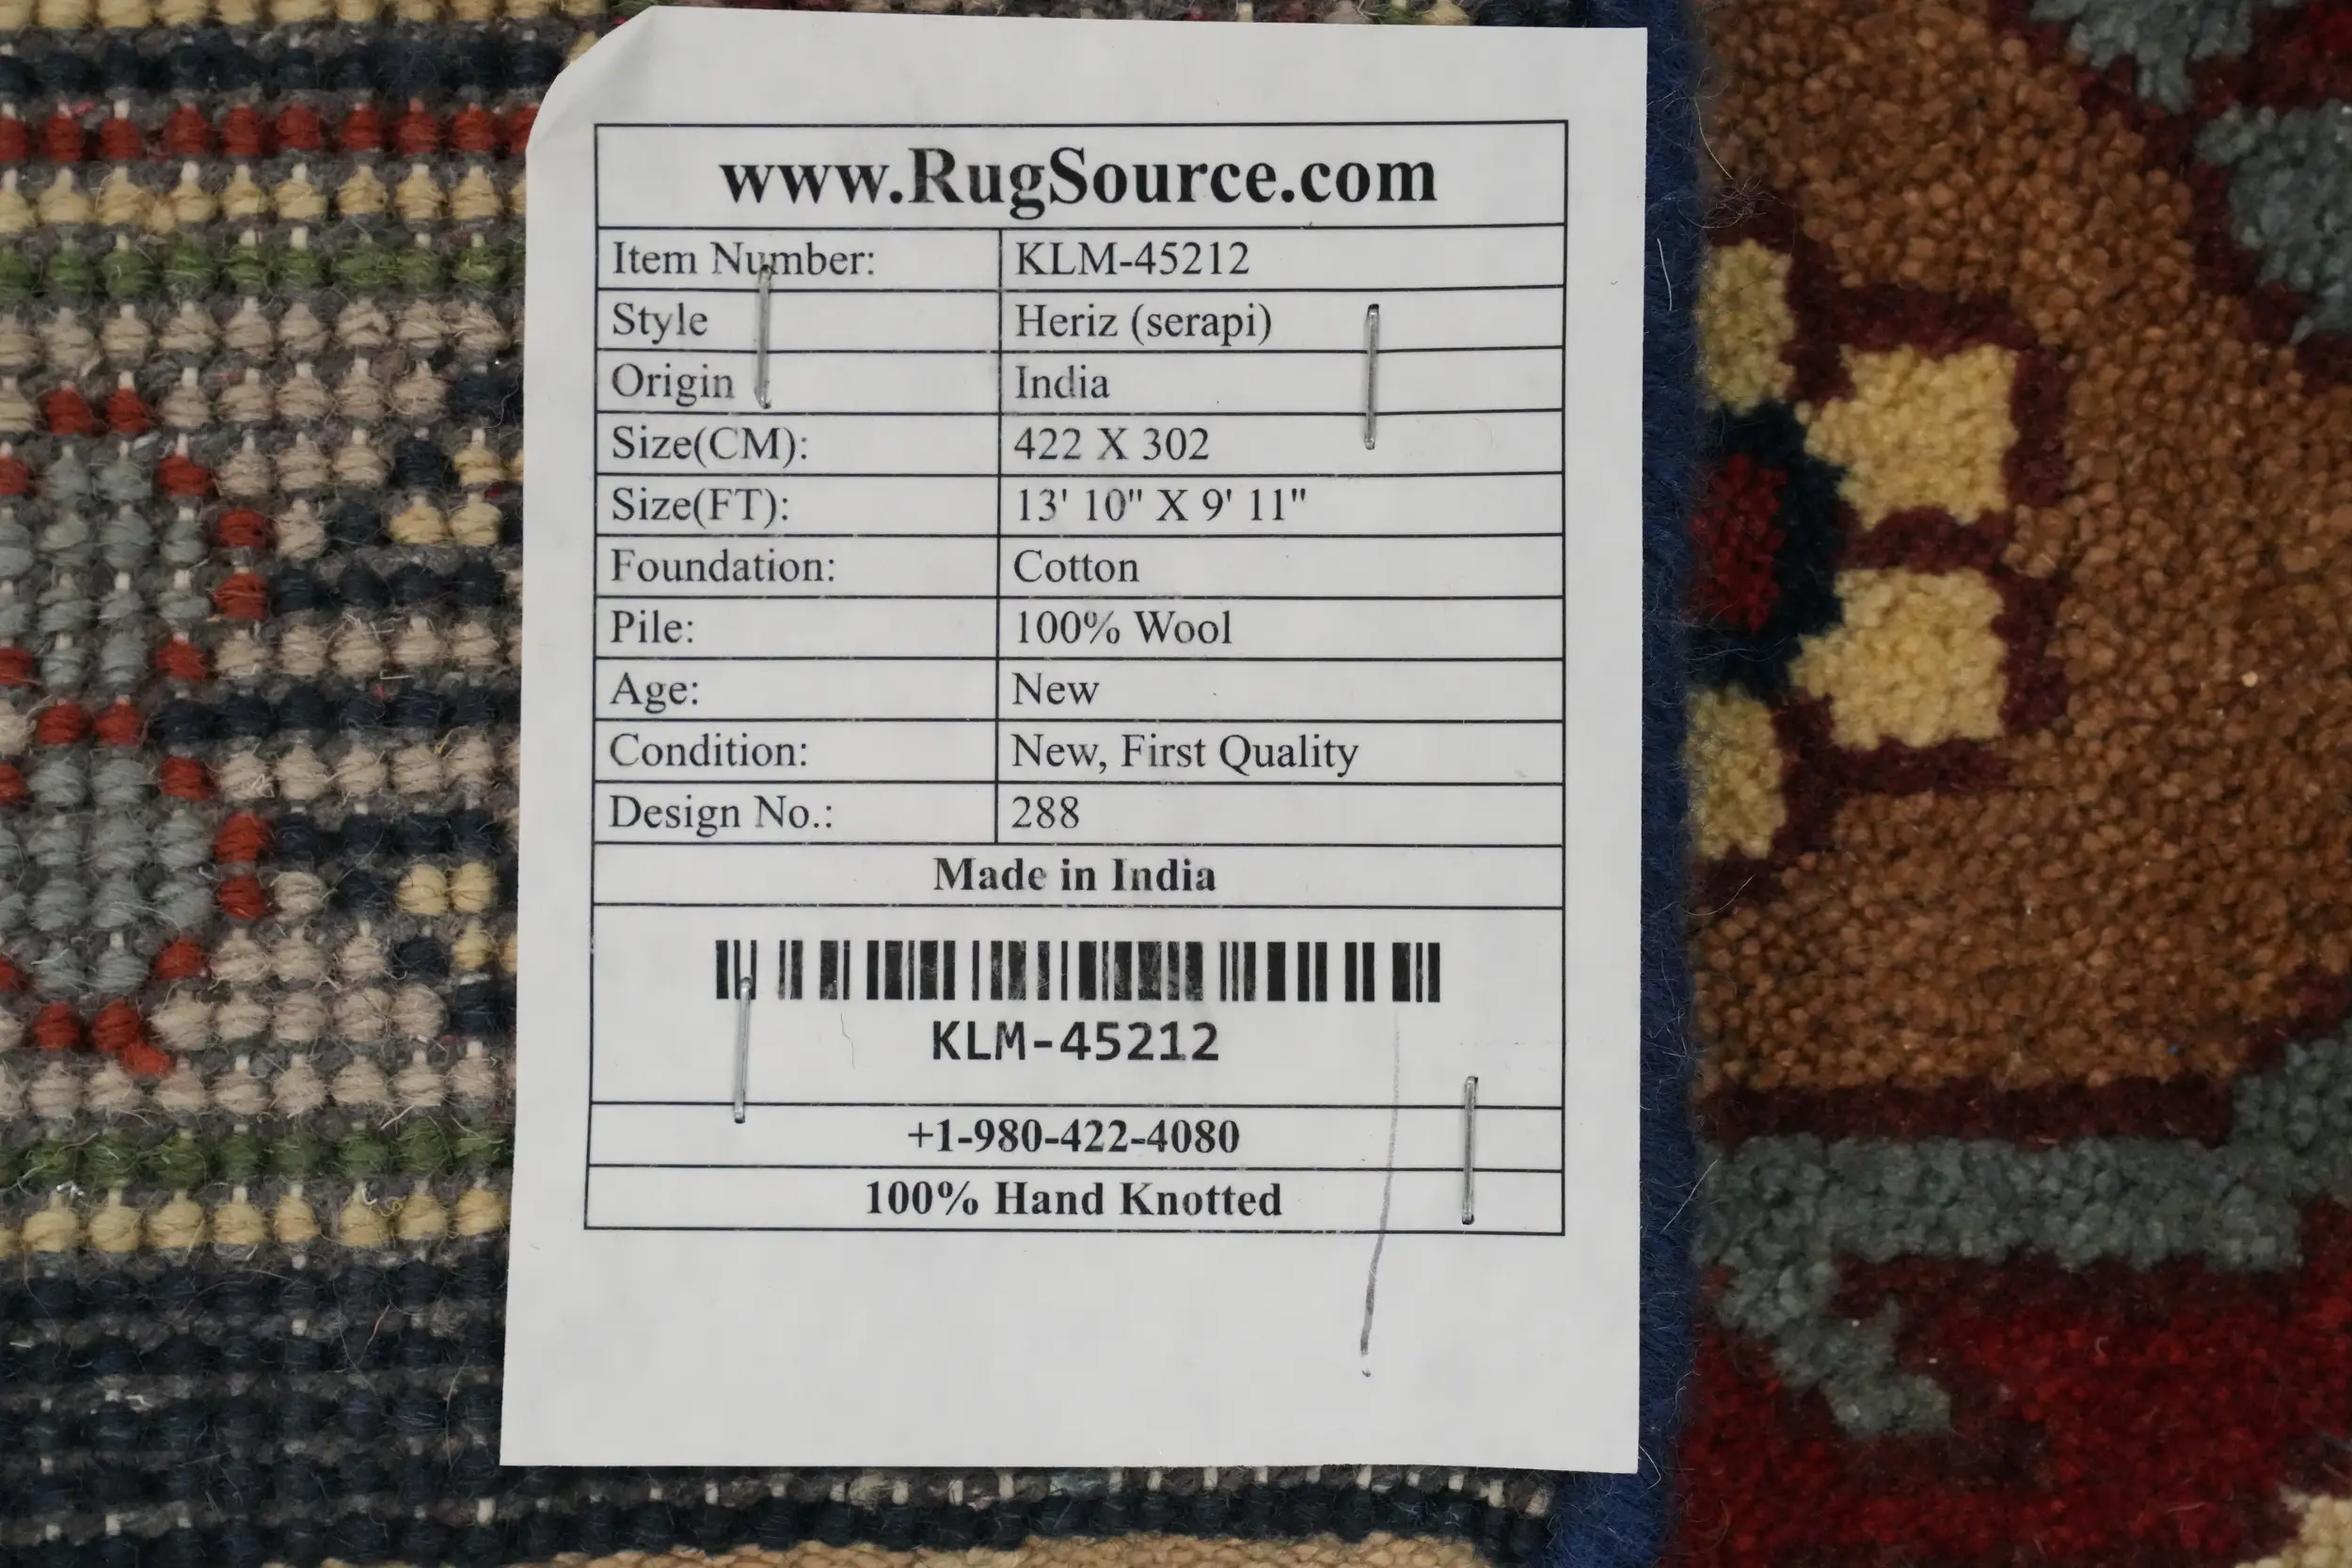 www.RugSource.com
Item Number: KLM-45212
Style Heriz (serapi)
Origin India
Size(CM): 422 X 302
Size(FT): 13' 10" X 9' 11"
Foundation: Cotton
Pile: 100% Wool
Age: New
Condition: New, First Quality
Design No.: 288
Made in India
KLM-45212
+1-980-422-4080
100% Hand Knotted